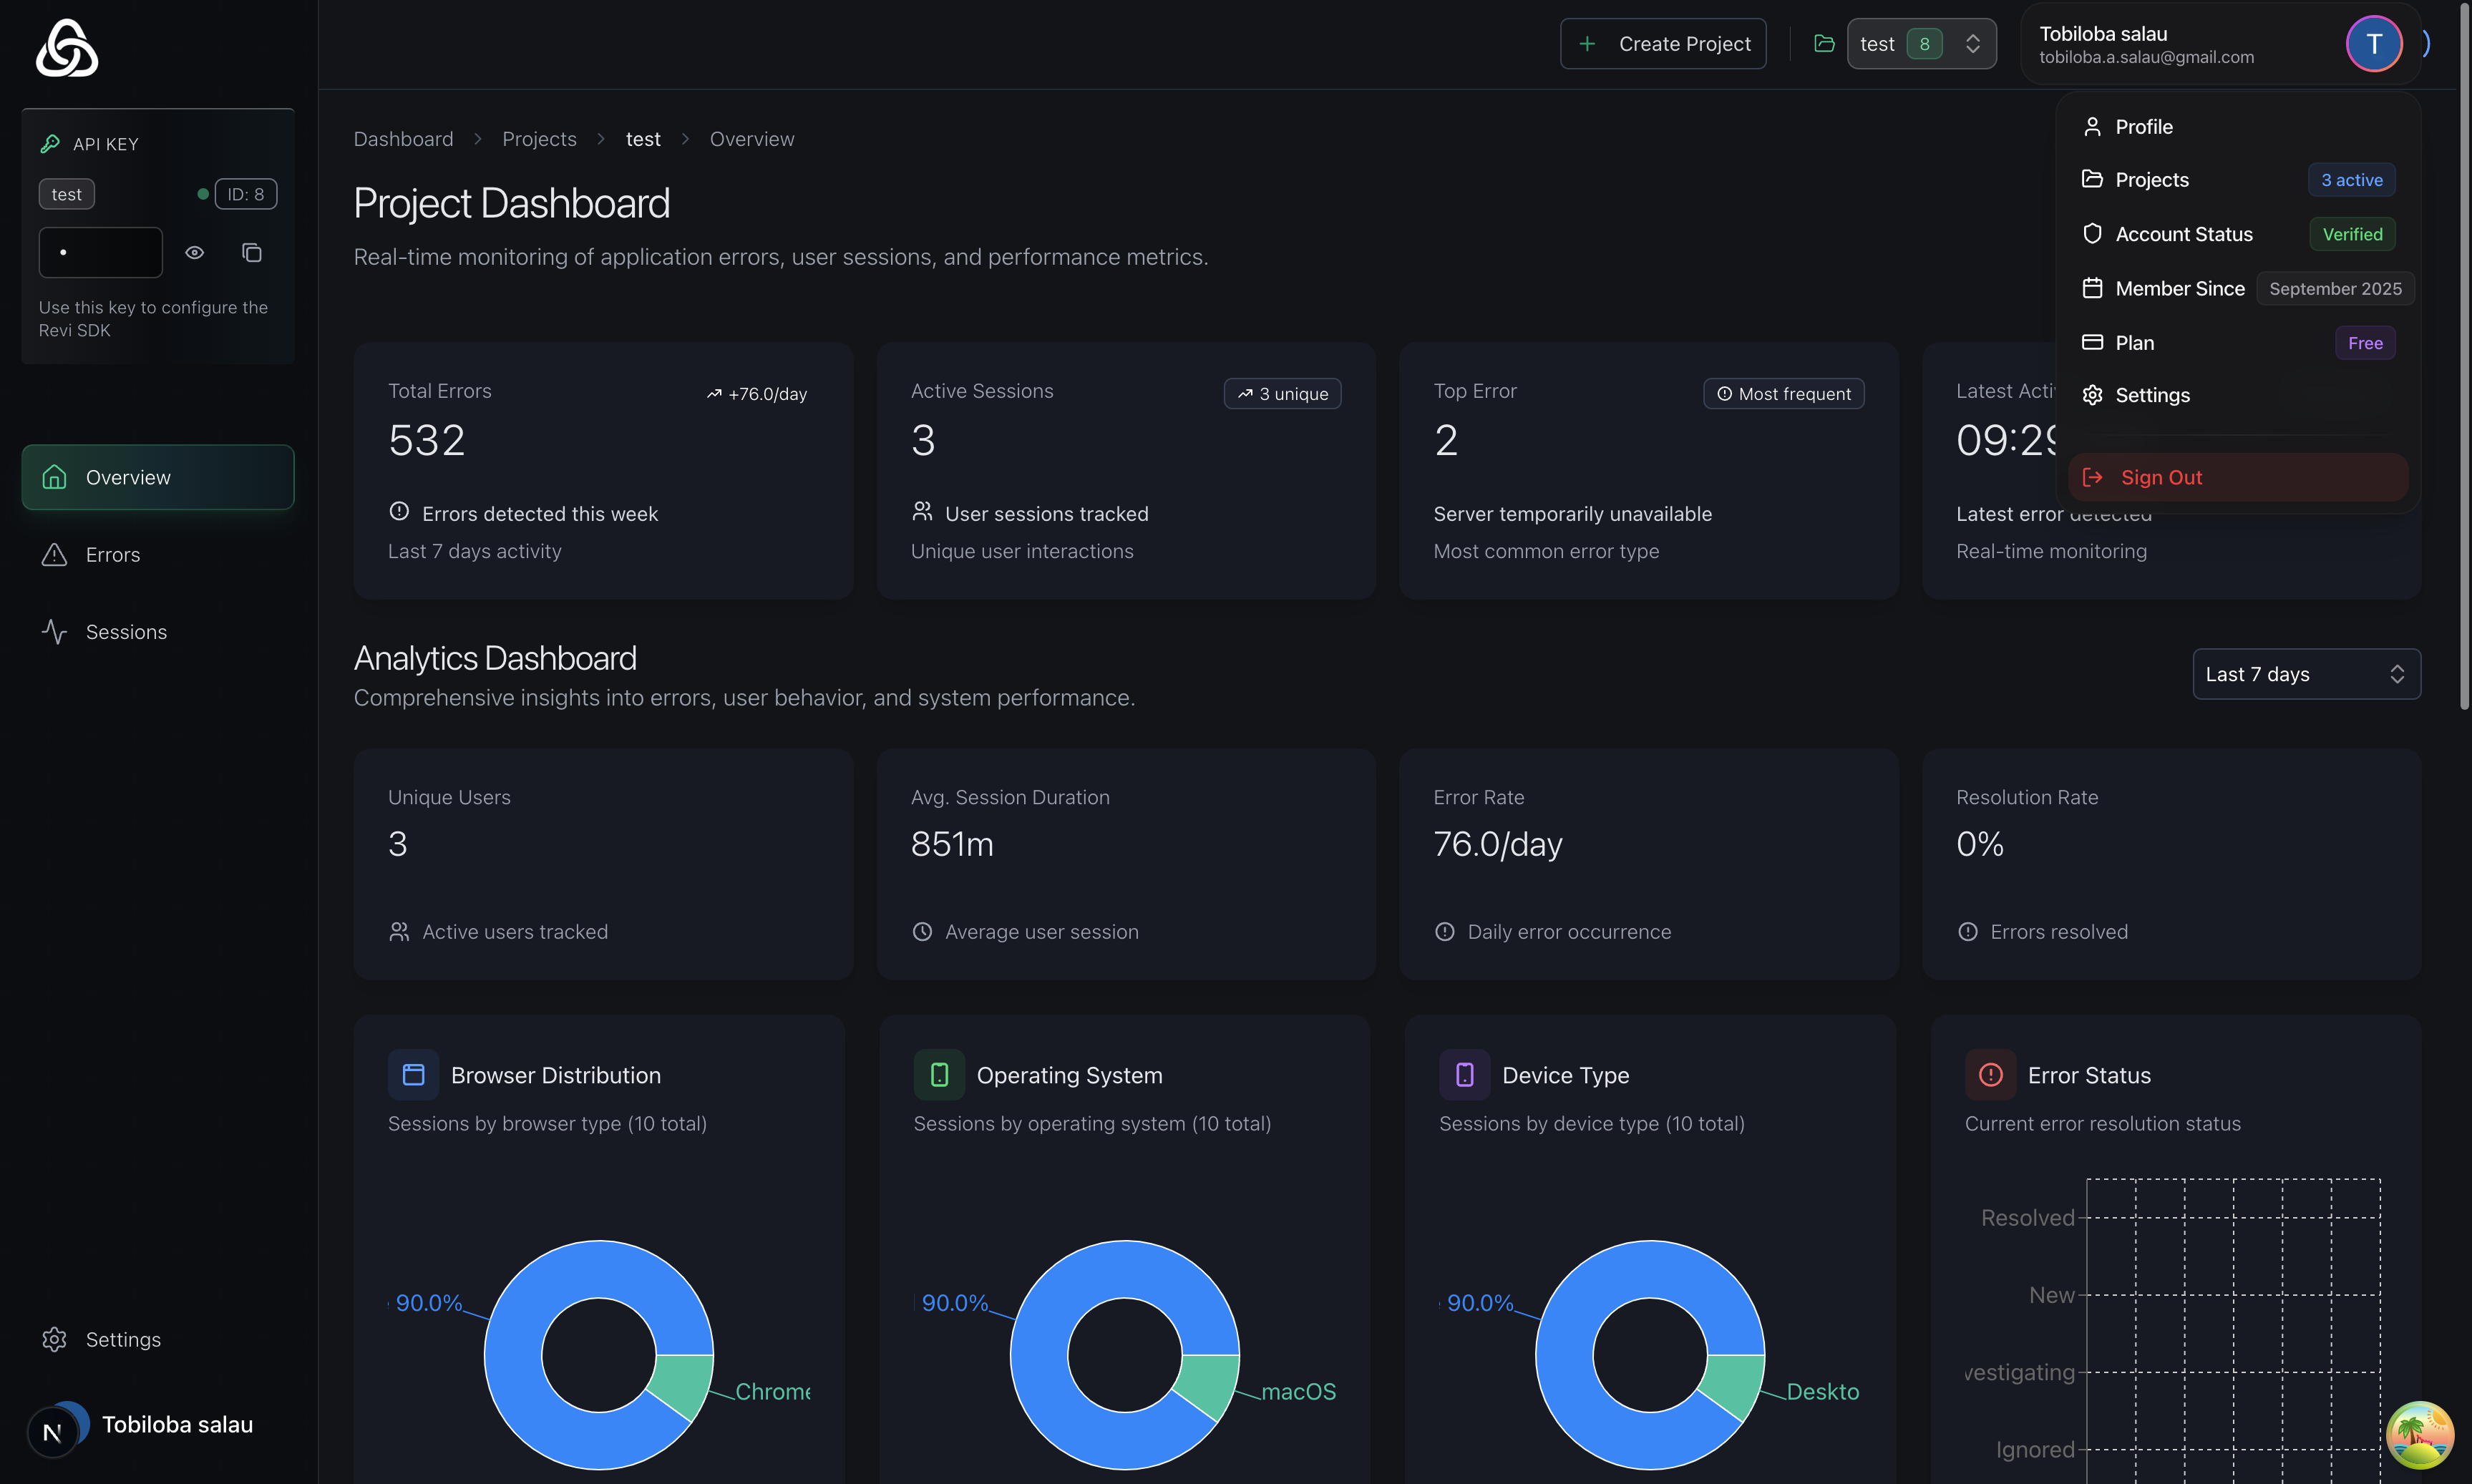 Create Project
test 8
Tobiloba salau
tobiloba.a.salau@gmail.com
T
API KEY
test
ID: 8
Use this key to configure the
Revi SDK
Overview
Errors
Sessions
Settings
N
Tobiloba salau
Dashboard > Projects > test > Overview
Project Dashboard
Real-time monitoring of application errors, user sessions, and performance metrics.
Profile
Projects 3 active
Account Status Verified
Member Since September 2025
Plan Free
Settings
Sign Out
Total Errors +76.0/day
532
Errors detected this week
Last 7 days activity
Active Sessions 3 unique
3
User sessions tracked
Unique user interactions
Top Error Most frequent
2
Server temporarily unavailable
Most common error type
Latest
09:29
Latest error detected
Real-time monitoring
Analytics Dashboard
Comprehensive insights into errors, user behavior, and system performance.
Last 7 days
Unique Users
3
Active users tracked
Avg. Session Duration
851m
Average user session
Error Rate
76.0/day
Daily error occurrence
Resolution Rate
0%
Errors resolved
Browser Distribution
Sessions by browser type (10 total)
90.0%
Chrome
Operating System
Sessions by operating system (10 total)
90.0%
macOS
Device Type
Sessions by device type (10 total)
90.0%
Deskto
Error Status
Current error resolution status
Resolved
New
vestigating
Ignored